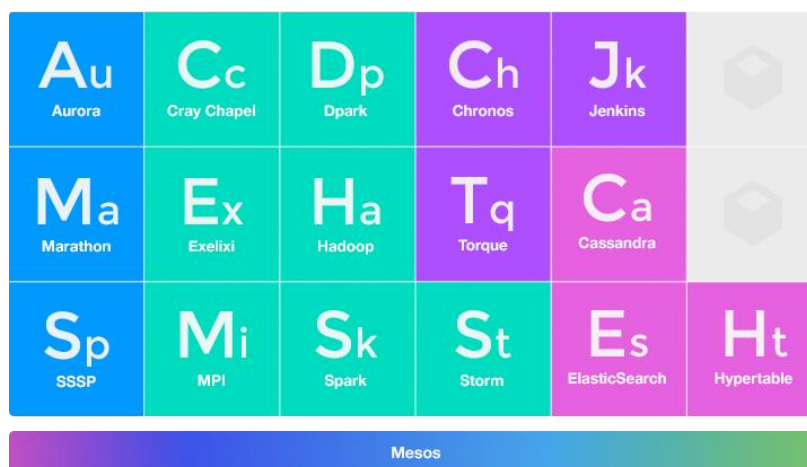 Au Cc Dp Ch Jk
Aurora Cray Chapel Dpark Chronos Jenkins
Ma Ex Ha Tq Ca
Marathon Exelixi Hadoop Torque Cassandra
Sp Mi Sk St Es Ht
SSSP MPI Spark Storm ElasticSearch Hypertable
Mesos